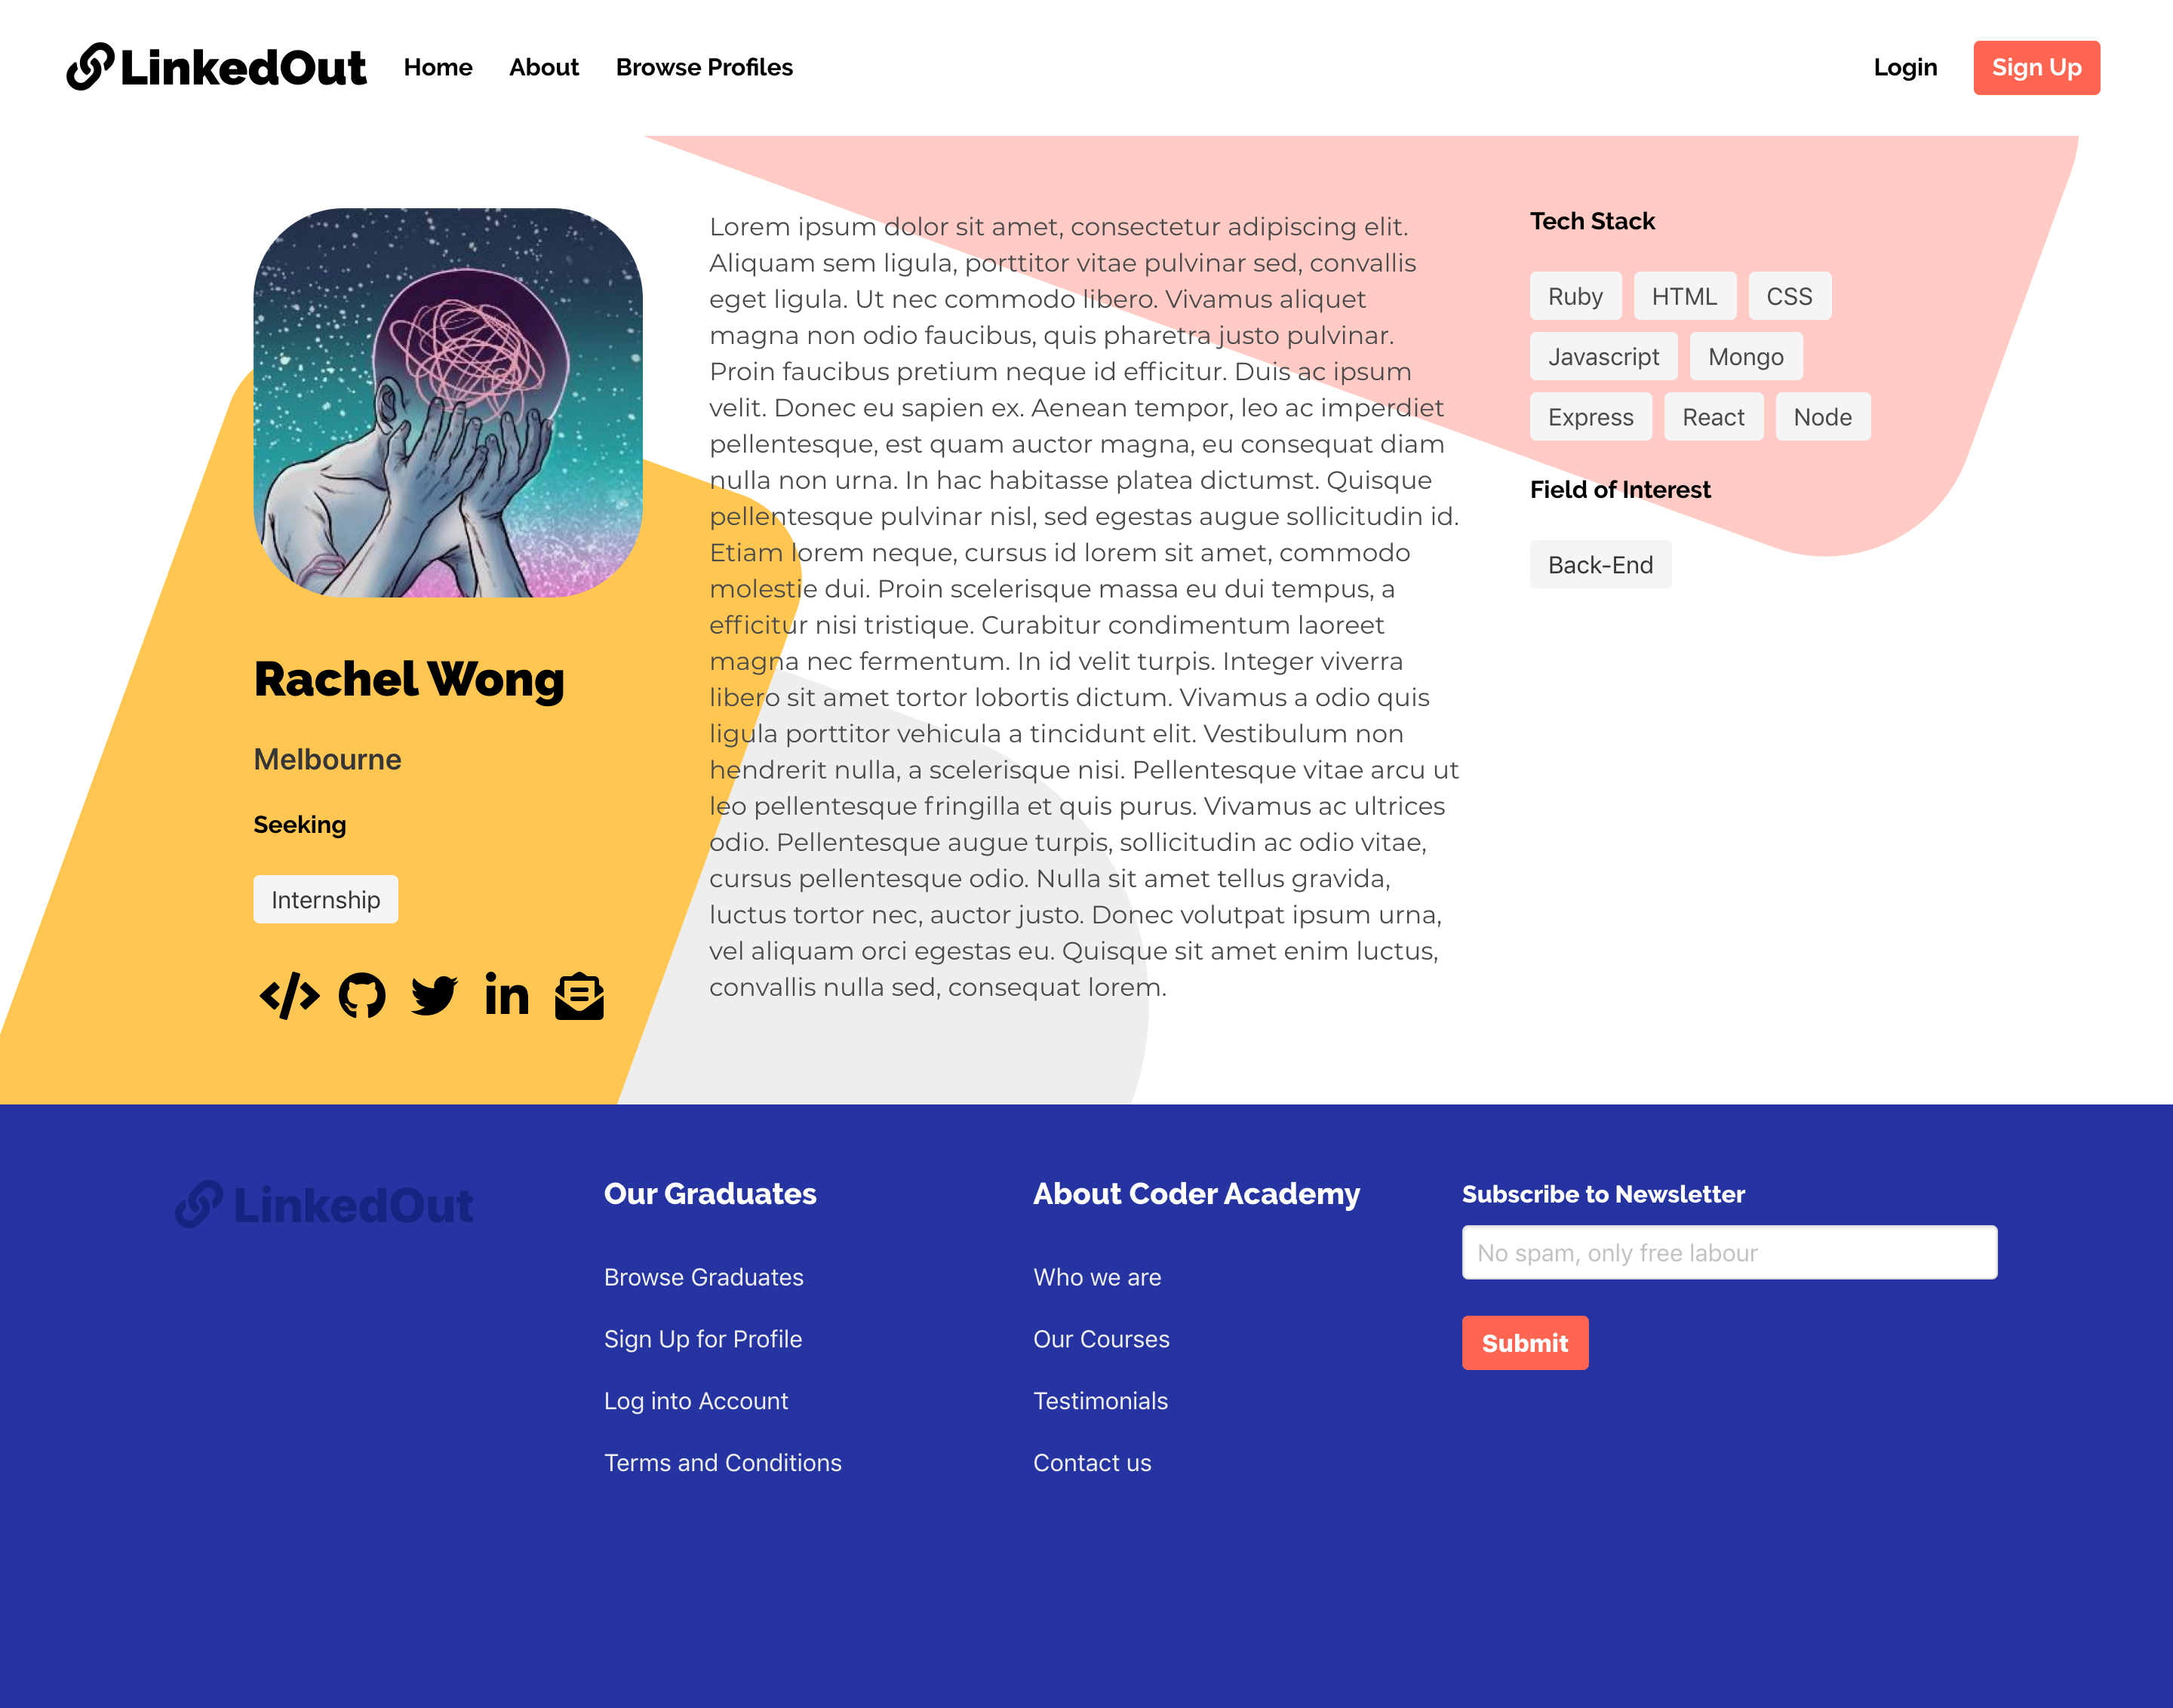 LinkedOut
Home
About
Browse Profiles
Login
Sign Up
Rachel Wong
Melbourne
Seeking
Internship
Lorem ipsum dolor sit amet, consectetur adipiscing elit.
Aliquam sem ligula, porttitor vitae pulvinar sed, convallis
eget ligula. Ut nec commodo libero. Vivamus aliquet
magna non odio faucibus, quis pharetra justo pulvinar.
Proin faucibus pretium neque id efficitur. Duis ac ipsum
velit. Donec eu sapien ex. Aenean tempor, leo ac imperdiet
pellentesque, est quam auctor magna, eu consequat diam
nulla non urna. In hac habitasse platea dictumst. Quisque
pellentesque pulvinar nisl, sed egestas augue sollicitudin id.
Etiam lorem neque, cursus id lorem sit amet, commodo
molestie dui. Proin scelerisque massa eu dui tempus, a
efficitur nisi tristique. Curabitur condimentum laoreet
magna nec fermentum. In id velit turpis. Integer viverra
libero sit amet tortor lobortis dictum. Vivamus a odio quis
ligula porttitor vehicula a tincidunt elit. Vestibulum non
hendrerit nulla, a scelerisque nisi. Pellentesque vitae arcu ut
leo pellentesque fringilla et quis purus. Vivamus ac ultrices
odio. Pellentesque augue turpis, sollicitudin ac odio vitae,
cursus pellentesque odio. Nulla sit amet tellus gravida,
luctus tortor nec, auctor justo. Donec volutpat ipsum urna,
vel aliquam orci egestas eu. Quisque sit amet enim luctus,
convallis nulla sed, consequat lorem.
Tech Stack
Ruby
HTML
CSS
Javascript
Mongo
Express
React
Node
Field of Interest
Back-End
LinkedOut
Our Graduates
Browse Graduates
Sign Up for Profile
Log into Account
Terms and Conditions
About Coder Academy
Who we are
Our Courses
Testimonials
Contact us
Subscribe to Newsletter
No spam, only free labour
Submit